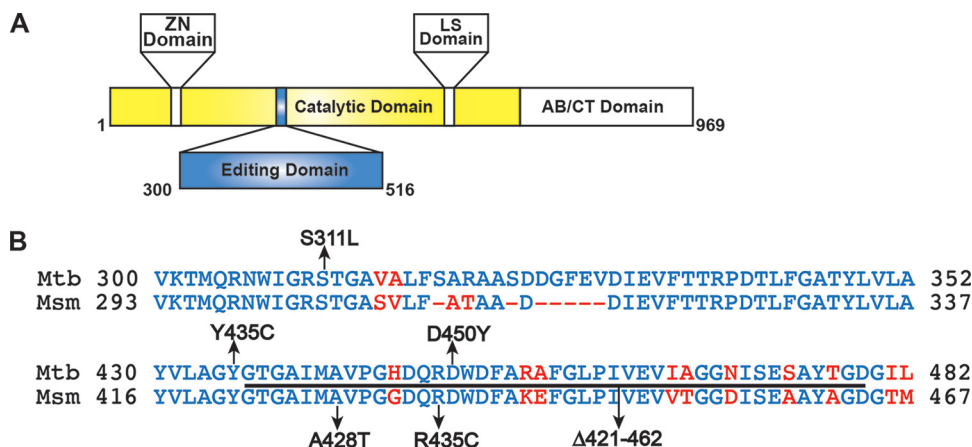 A
ZN
Domain
LS
Domain
Catalytic Domain
AB/CT Domain
1
969
Editing Domain
300
516
B
S311L
Mtb 300 VKTMQRNWIGRSTGAVALFSARAASDDGFEVDIEVFTTRPDTLFGATYLVLA 352
Msm 293 VKTMQRNWIGRSTGASVLF-ATAA-D-----DIEVFTTRPDTLFGATYLVLA 337
Y435C
D450Y
Mtb 430 YVLAGYGTGAIMAVPGHDQRDWDFARAFGLPIVEVIAGGNISESAYTGDGIL 482
Msm 416 YVLAGYGTGAIMAVPGGDQRDWDFAKEFGLPIVEVVTGGDISEAAYAGDGTM 467
A428T
R435C
Δ421-462